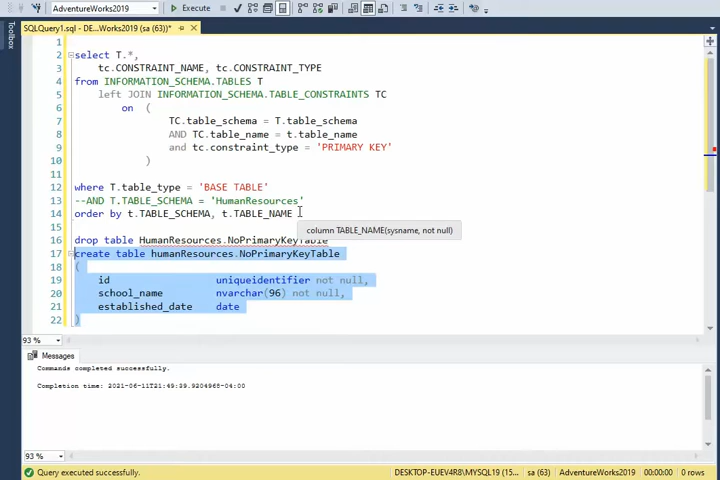 AdventureWorks2019
Execute
SQLQuery1.sql - DE...Works2019 (sa (63))*
Toolbox
1
2 select T.*,
3 tc.CONSTRAINT_NAME, tc.CONSTRAINT_TYPE
4 from INFORMATION_SCHEMA.TABLES T
5 left JOIN INFORMATION_SCHEMA.TABLE_CONSTRAINTS TC
6 on (
7 TC.table_schema = T.table_schema
8 AND TC.table_name = t.table_name
9 and tc.constraint_type = 'PRIMARY KEY'
10 )
11
12 where T.table_type = 'BASE TABLE'
13 --AND T.TABLE_SCHEMA = 'HumanResources'
14 order by t.TABLE_SCHEMA, t.TABLE_NAME
15
column TABLE_NAME(sysname, not null)
16 drop table HumanResources.NoPrimaryKeyTable
17 create table humanResources.NoPrimaryKeyTable
18 (
19 id uniqueidentifier not null,
20 school_name nvarchar(96) not null,
21 established_date date
22 )
93 %
Messages
Commands completed successfully.
Completion time: 2021-06-11T21:49:39.9204968-04:00
93 %
Query executed successfully. DESKTOP-EUEV4R8\MYSQL19 (15... sa (63) AdventureWorks2019 00:00:00 0 rows